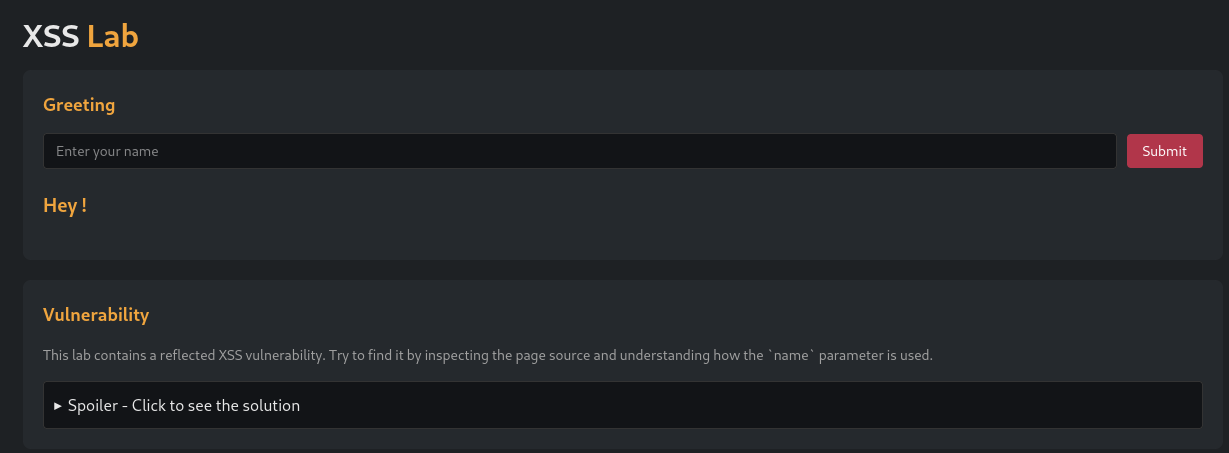 XSS Lab
Greeting
Enter your name
Submit
Hey !
Vulnerability
This lab contains a reflected XSS vulnerability. Try to find it by inspecting the page source and understanding how the `name` parameter is used.
▸ Spoiler - Click to see the solution